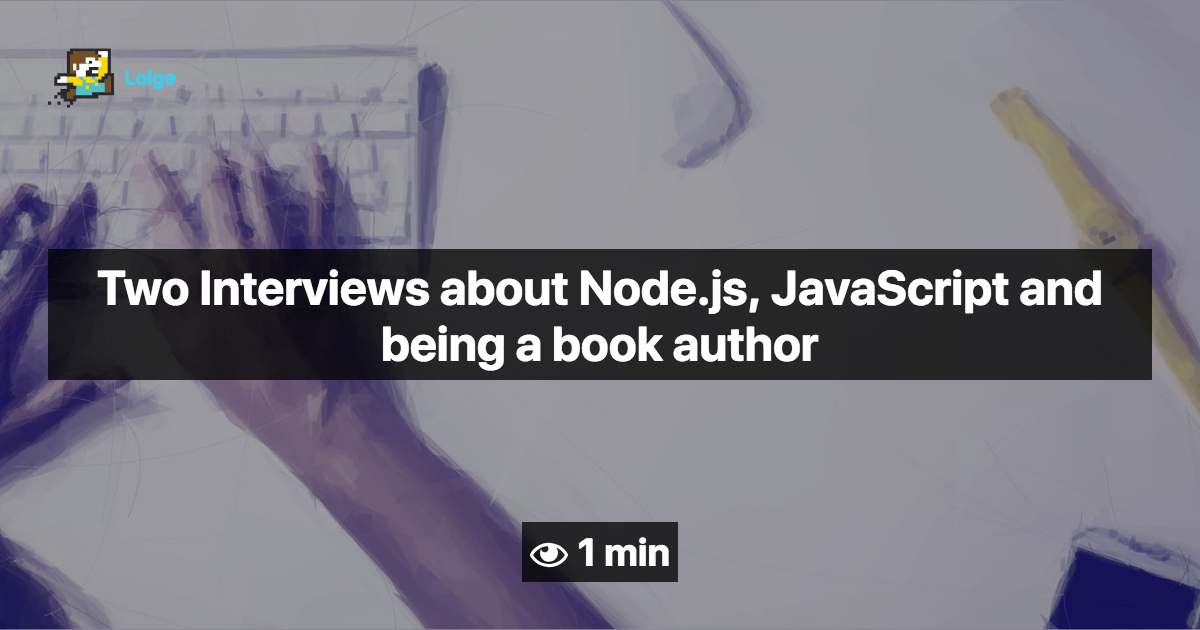 Loige
Two Interviews about Node.js, JavaScript and
being a book author
1 min